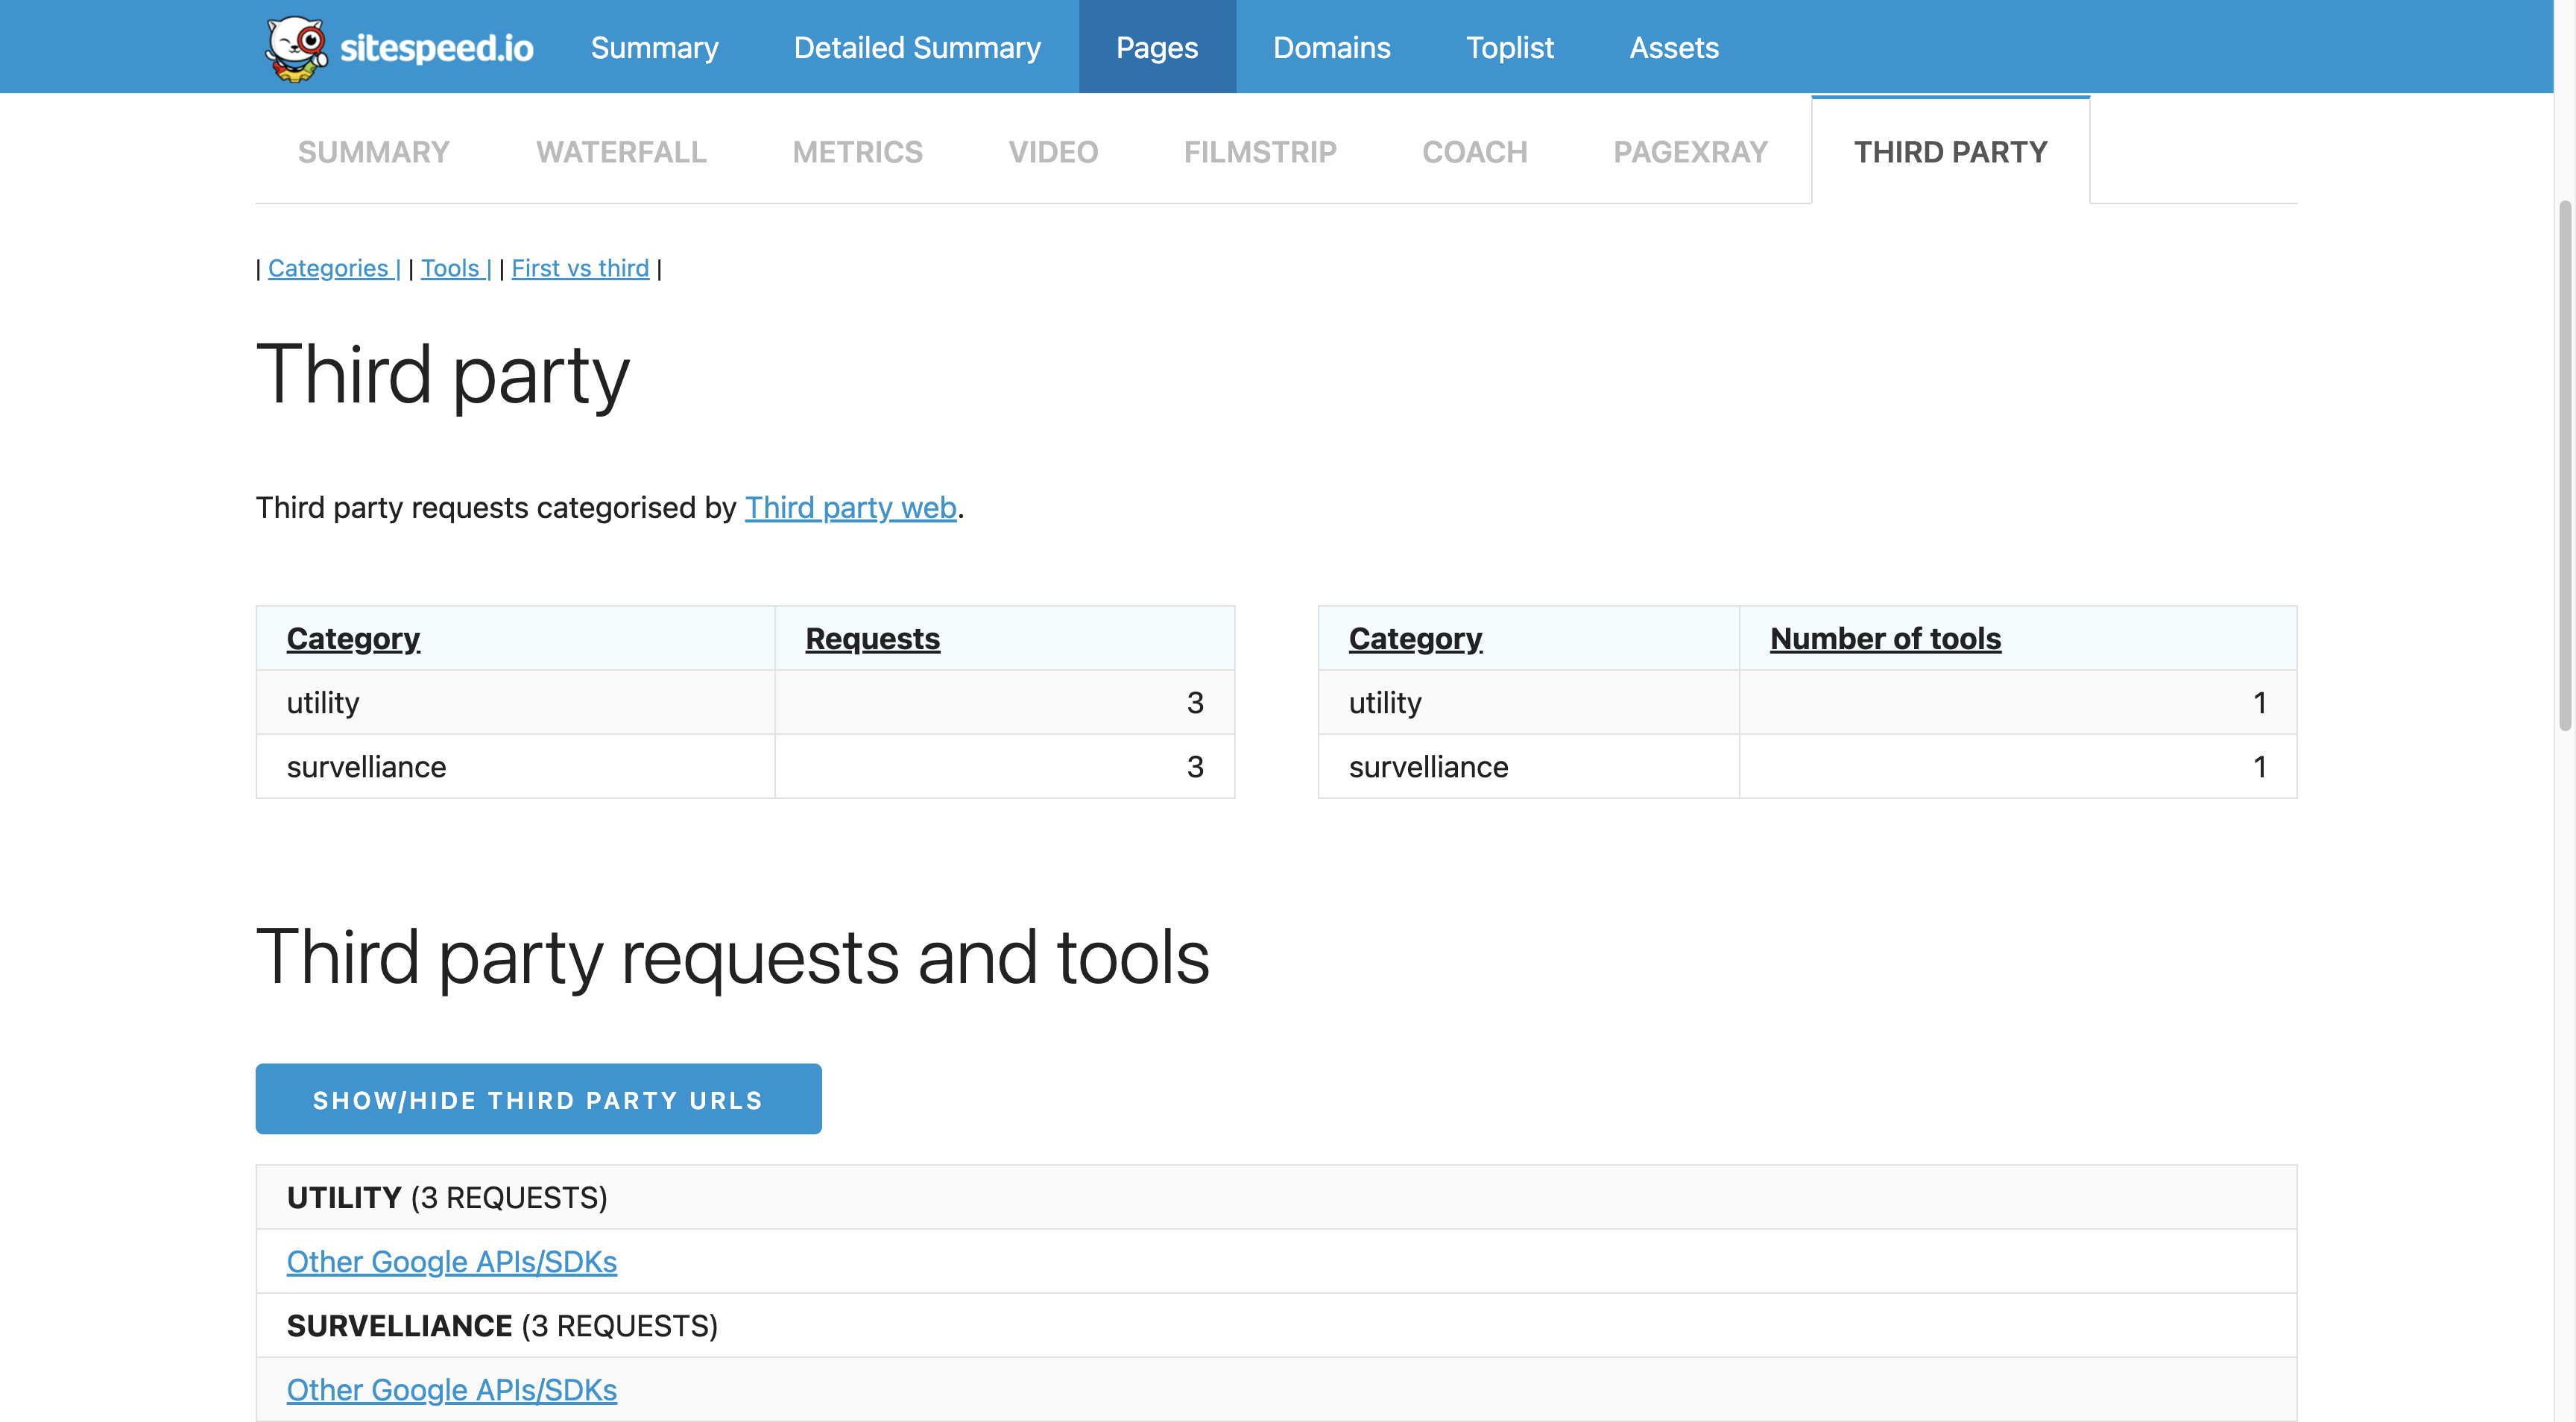 sitespeed.io Summary Detailed Summary Pages Domains Toplist Assets
SUMMARY WATERFALL METRICS VIDEO FILMSTRIP COACH PAGEXRAY THIRD PARTY
| Categories | | Tools | | First vs third |
Third party
Third party requests categorised by Third party web.
Category Requests
utility 3
survelliance 3
Category Number of tools
utility 1
survelliance 1
Third party requests and tools
SHOW/HIDE THIRD PARTY URLS
UTILITY (3 REQUESTS)
Other Google APIs/SDKs
SURVELLIANCE (3 REQUESTS)
Other Google APIs/SDKs